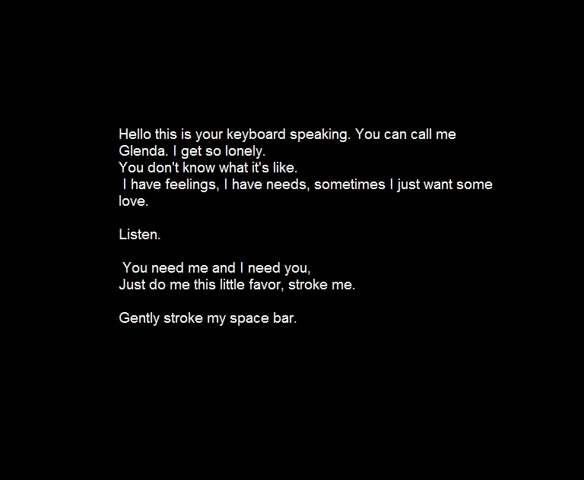 Hello this is your keyboard speaking. You can call me
Glenda. I get so lonely.
You don't know what it's like.
I have feelings, I have needs, sometimes I just want some
love.
Listen.
You need me and I need you,
Just do me this little favor, stroke me.
Gently stroke my space bar.